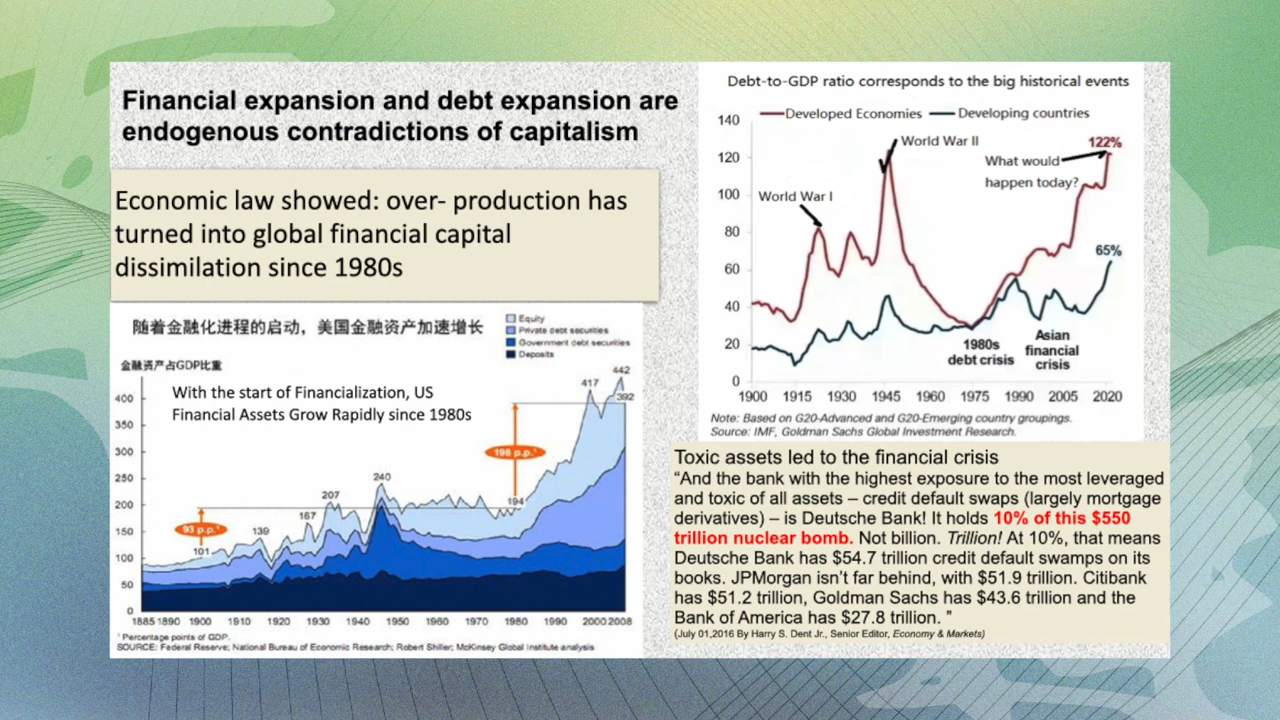 Financial expansion and debt expansion are
endogenous contradictions of capitalism
Economic law showed: over- production has
turned into global financial capital
dissimilation since 1980s
随着金融化进程的启动，美国金融资产加速增长
Equity
Private debt securities
Government debt securities
Deposits
金融资产占GDP比重
With the start of Financialization, US
Financial Assets Grow Rapidly since 1980s
400
350
300
250
200
150
100
50
0
93 p.p.¹
101
139
167
207
240
198 p.p.¹
194
417
442
392
1885 1890 1900 1910 1920 1930 1940 1950 1960 1970 1980 1990 2000 2008
¹ Percentage points of GDP.
SOURCE: Federal Reserve; National Bureau of Economic Research; Robert Shiller; McKinsey Global Institute analysis
Debt-to-GDP ratio corresponds to the big historical events
Developed Economies Developing countries
140
120
100
80
60
40
20
0
World War I
World War II
What would
happen today?
122%
65%
1980s
debt crisis
Asian
financial
crisis
1900 1915 1930 1945 1960 1975 1990 2005 2020
Note: Based on G20-Advanced and G20-Emerging country groupings.
Source: IMF, Goldman Sachs Global Investment Research.
Toxic assets led to the financial crisis
“And the bank with the highest exposure to the most leveraged
and toxic of all assets – credit default swaps (largely mortgage
derivatives) – is Deutsche Bank! It holds 10% of this $550
trillion nuclear bomb. Not billion. Trillion! At 10%, that means
Deutsche Bank has $54.7 trillion credit default swamps on its
books. JPMorgan isn't far behind, with $51.9 trillion. Citibank
has $51.2 trillion, Goldman Sachs has $43.6 trillion and the
Bank of America has $27.8 trillion. ”
(July 01,2016 By Harry S. Dent Jr., Senior Editor, Economy & Markets)